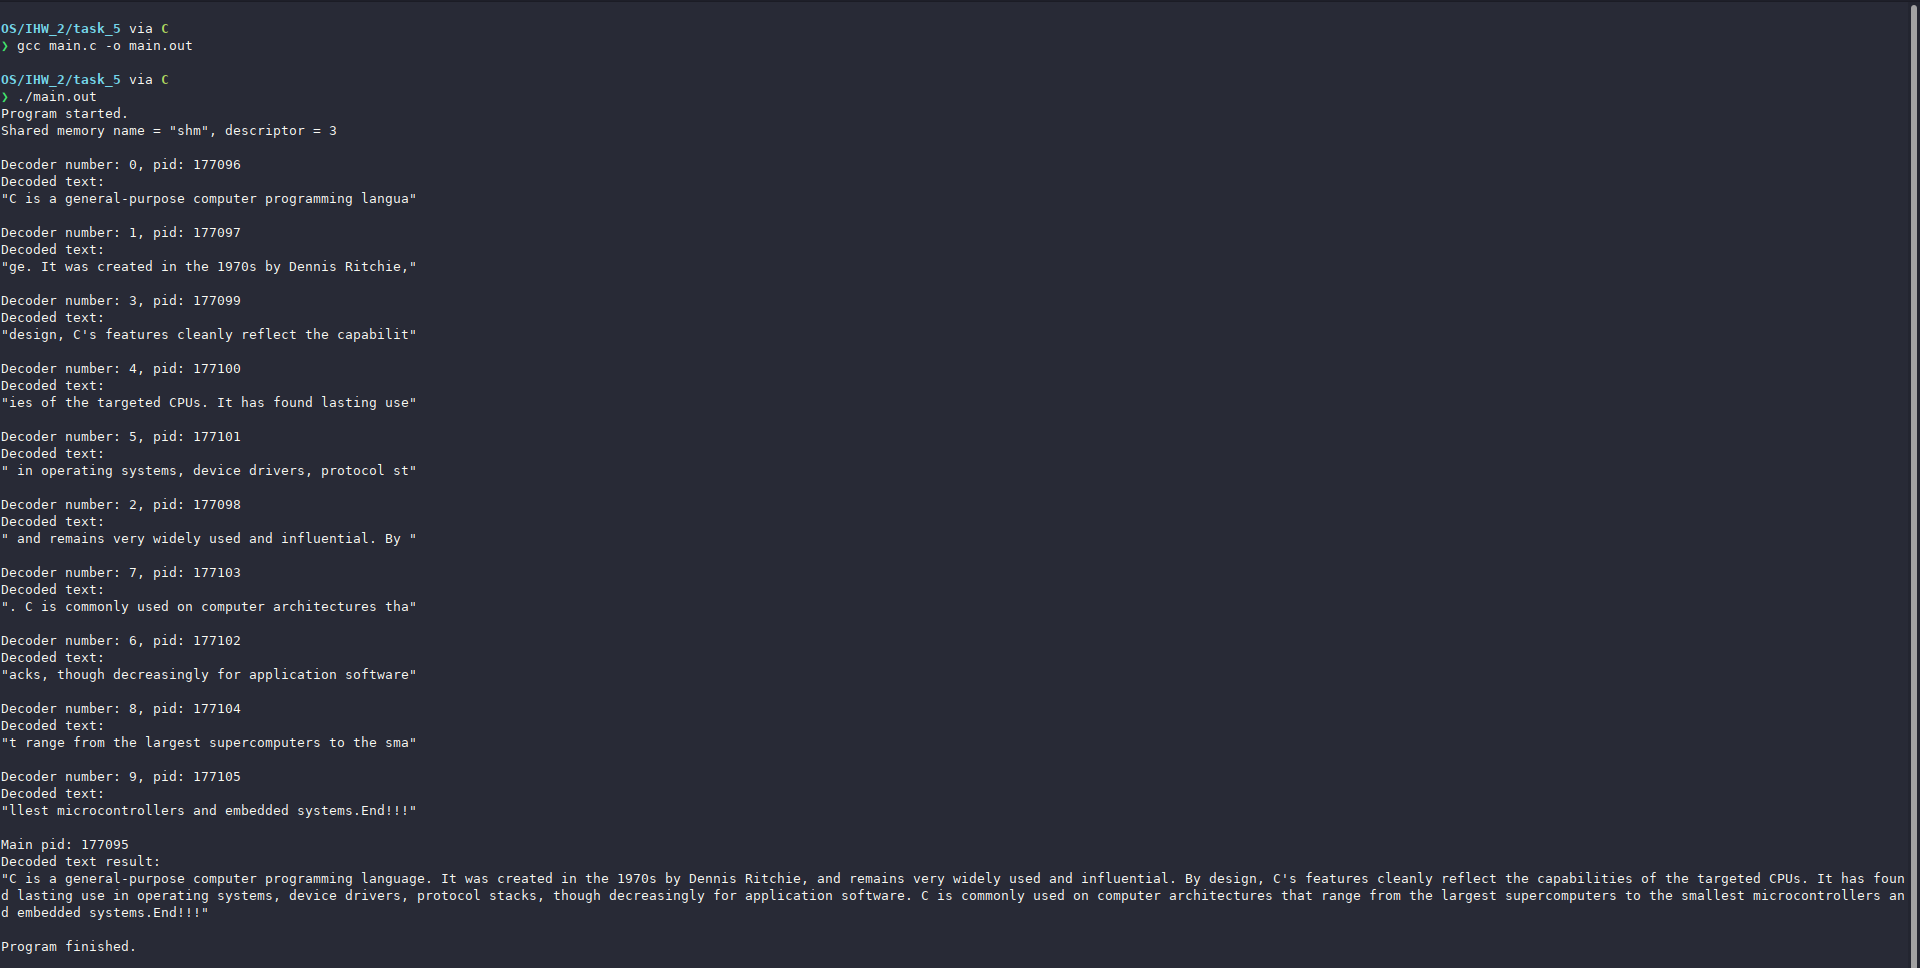 OS/IHW_2/task_5 via C
❯ gcc main.c -o main.out
OS/IHW_2/task_5 via C
❯ ./main.out
Program started.
Shared memory name = "shm", descriptor = 3
Decoder number: 0, pid: 177096
Decoded text:
"C is a general-purpose computer programming langua"
Decoder number: 1, pid: 177097
Decoded text:
"ge. It was created in the 1970s by Dennis Ritchie,"
Decoder number: 3, pid: 177099
Decoded text:
"design, C's features cleanly reflect the capabilit"
Decoder number: 4, pid: 177100
Decoded text:
"ies of the targeted CPUs. It has found lasting use"
Decoder number: 5, pid: 177101
Decoded text:
" in operating systems, device drivers, protocol st"
Decoder number: 2, pid: 177098
Decoded text:
" and remains very widely used and influential. By "
Decoder number: 7, pid: 177103
Decoded text:
". C is commonly used on computer architectures tha"
Decoder number: 6, pid: 177102
Decoded text:
"acks, though decreasingly for application software"
Decoder number: 8, pid: 177104
Decoded text:
"t range from the largest supercomputers to the sma"
Decoder number: 9, pid: 177105
Decoded text:
"llest microcontrollers and embedded systems.End!!!"
Main pid: 177095
Decoded text result:
"C is a general-purpose computer programming language. It was created in the 1970s by Dennis Ritchie, and remains very widely used and influential. By design, C's features cleanly reflect the capabilities of the targeted CPUs. It has foun
d lasting use in operating systems, device drivers, protocol stacks, though decreasingly for application software. C is commonly used on computer architectures that range from the largest supercomputers to the smallest microcontrollers an
d embedded systems.End!!!"
Program finished.